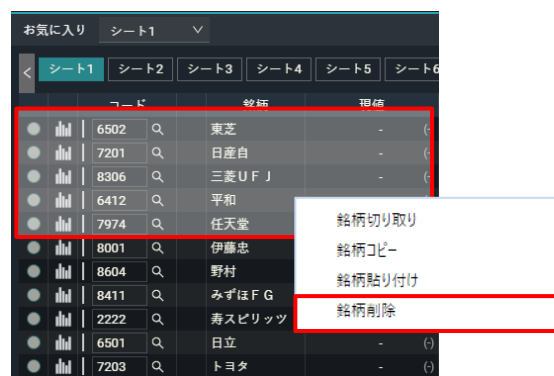 お気に入り シート1
< シート1 シート2 シート3 シート4 シート5 シート6
コード 銘柄 現値
6502 東芝 - (-
7201 日産自 - (-
8306 三菱UFJ - (-
6412 平和
7974 任天堂
8001 伊藤忠
8604 野村
8411 みずほFG
2222 寿スピリッツ
6501 日立 - (-)
7203 トヨタ - (-)
銘柄切り取り
銘柄コピー
銘柄貼り付け
銘柄削除